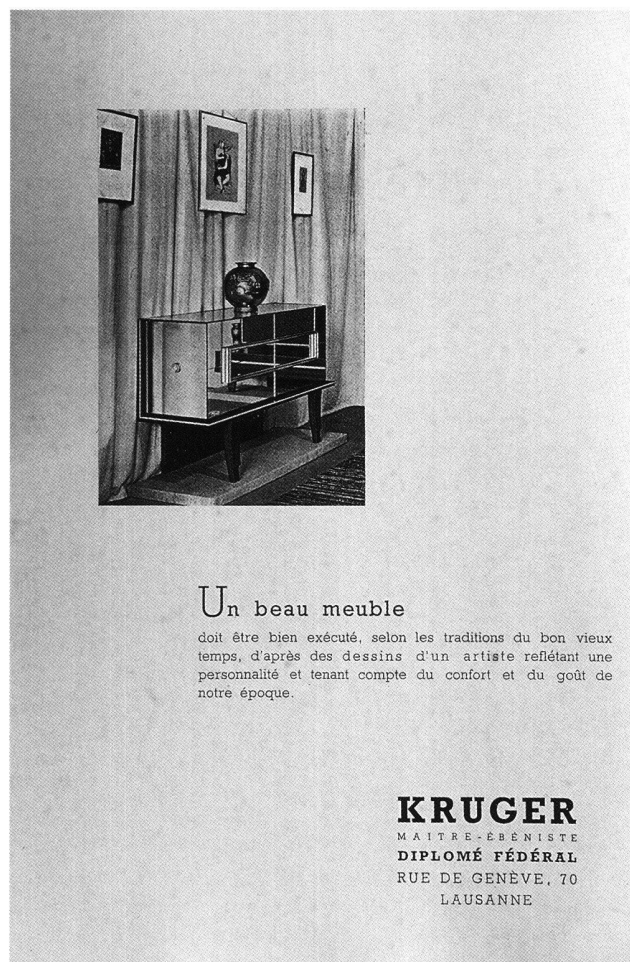 Un beau meuble
doit être bien exécuté, selon les traditions du bon vieux
temps, d'après des dessins d'un artiste reflétant une
personnalité et tenant compte du confort et du goût de
notre époque.
KRUGER
MAITRE-ÉBÉNISTE
DIPLOMÉ FÉDÉRAL
RUE DE GENÈVE, 70
LAUSANNE